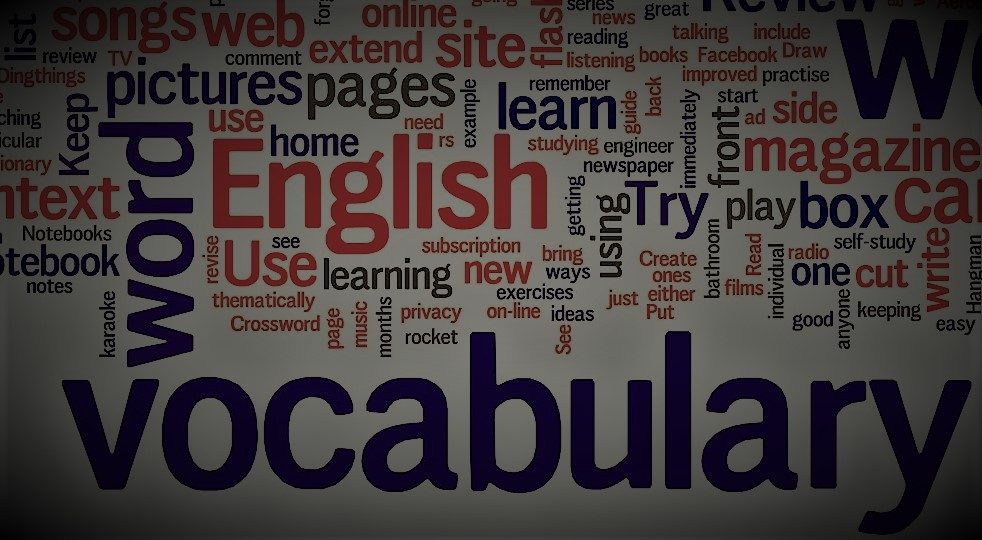 songs web online going series news great Review
list forg flash reading talking include
review TV comment extend site listening books Facebook Draw
Dingthings pictures pages remember improved practise
Keep use need example learn guide back immediately start ad side
home rs studying engineer front magazine
word English newspaper
getting using Try play box
Notebooks see subscription bring bathroom Read radio self-study write
notes revise Use learning new ways Create ones films individual one cut Hangman
thematically exercises just either anyone keeping
karaoke Crossword page music months privacy on-line ideas Put good easy
rocket See
vocabulary